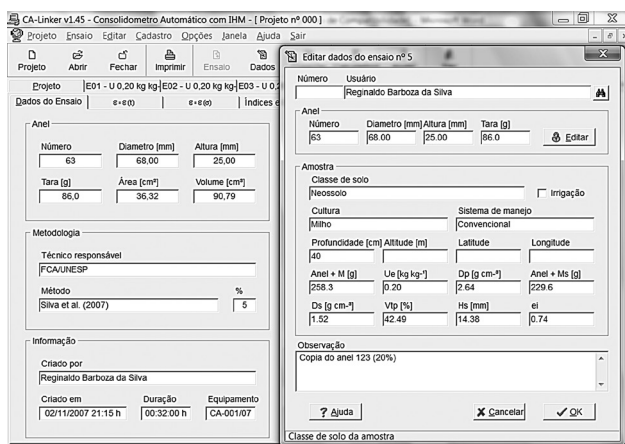 CA-Linker v1.45 - Consolidometro Automático com IHM - [ Projeto nº 000 ]
Projeto Ensaio Editar Cadastro Opções Janela Ajuda Sair
Projeto Abrir Fechar Imprimir Ensaio Dados
Projeto E01 - U 0,20 kg kg- E02 - U 0,20 kg kg- E03 - U 0,2
Dados do Ensaio ε+ε(t) ε+ε(σ) Índices e
Anel
Número Diametro [mm] Altura [mm]
63 68,00 25,00
Tara [g] Área [cm²] Volume [cm³]
86,0 36,32 90,79
Metodologia
Técnico responsável
FCA/UNESP
Método %
Silva et al. (2007) 5
Informação
Criado por
Reginaldo Barboza da Silva
Criado em Duração Equipamento
02/11/2007 21:15 h 00:32:00 h CA-001/07
Editar dados do ensaio nº 5
Número Usuário
Reginaldo Barboza da Silva
Anel
Número Diametro [mm] Altura [mm] Tara [g]
63 68.00 25.00 86.0 Editar
Amostra
Classe de solo
Neossolo Irrigação
Cultura Sistema de manejo
Milho Convencional
Profundidade [cm] Altitude [m] Latitude Longitude
40
Anel + M [g] Ue [kg kg-¹] Dp [g cm-³] Anel + Ms [g]
258.3 0.20 2.64 229.6
Ds [g cm-³] Vtp [%] Hs [mm] ei
1.52 42.49 14.38 0.74
Observação
Copia do anel 123 (20%)
Ajuda Cancelar OK
Classe de solo da amostra